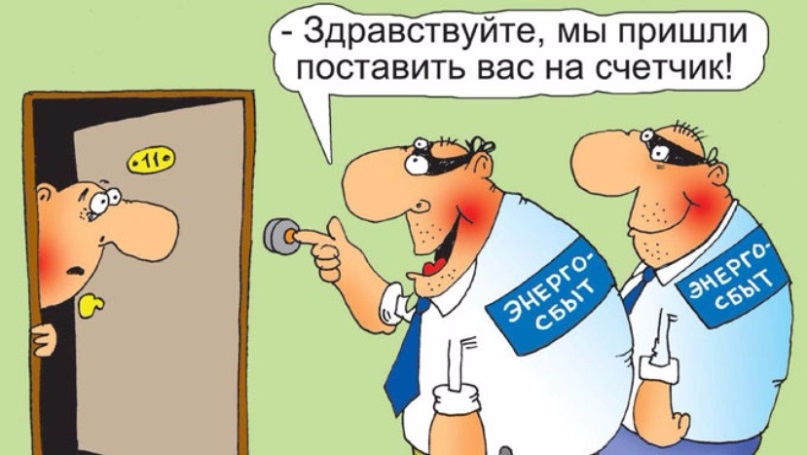 - Здравствуйте, мы пришли
поставить вас на счетчик!
11
ЭНЕРГО-
СБЫТ
ЭНЕРГО-
СБЫТ